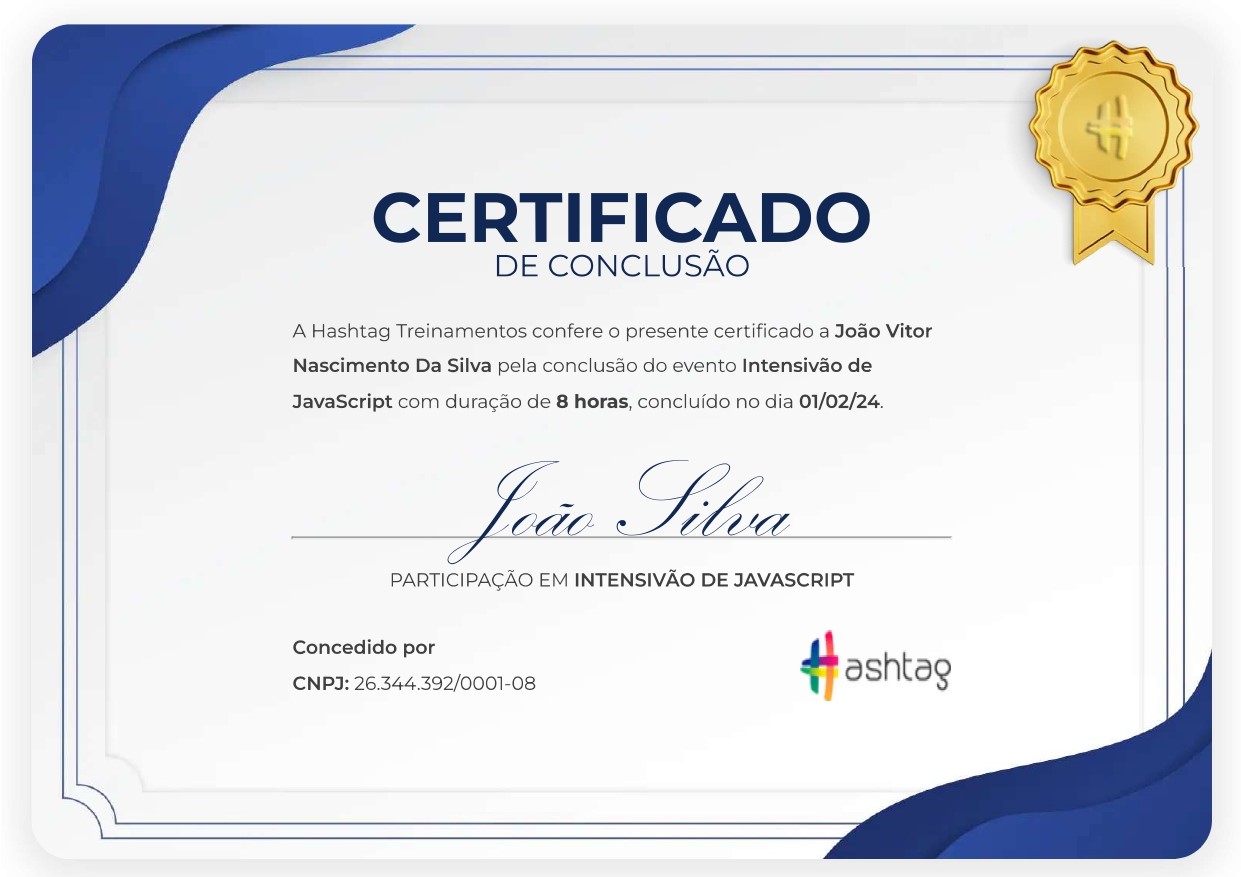 CERTIFICADO
DE CONCLUSÃO
A Hashtag Treinamentos confere o presente certificado a João Vitor
Nascimento Da Silva pela conclusão do evento Intensivão de
JavaScript com duração de 8 horas, concluído no dia 01/02/24.
João Silva
PARTICIPAÇÃO EM INTENSIVÃO DE JAVASCRIPT
Concedido por
CNPJ: 26.344.392/0001-08
#ashtag